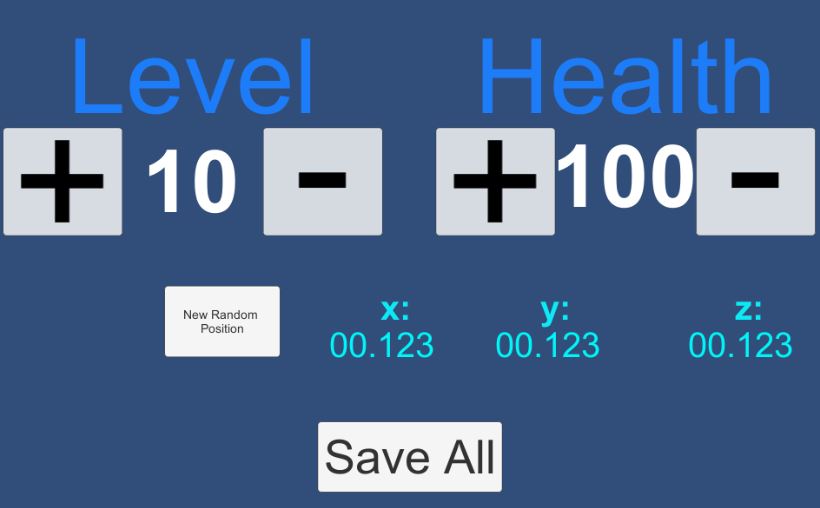 Level
Health
+ 10 -
+ 100 -
New Random
Position
x:
00.123
y:
00.123
z:
00.123
Save All